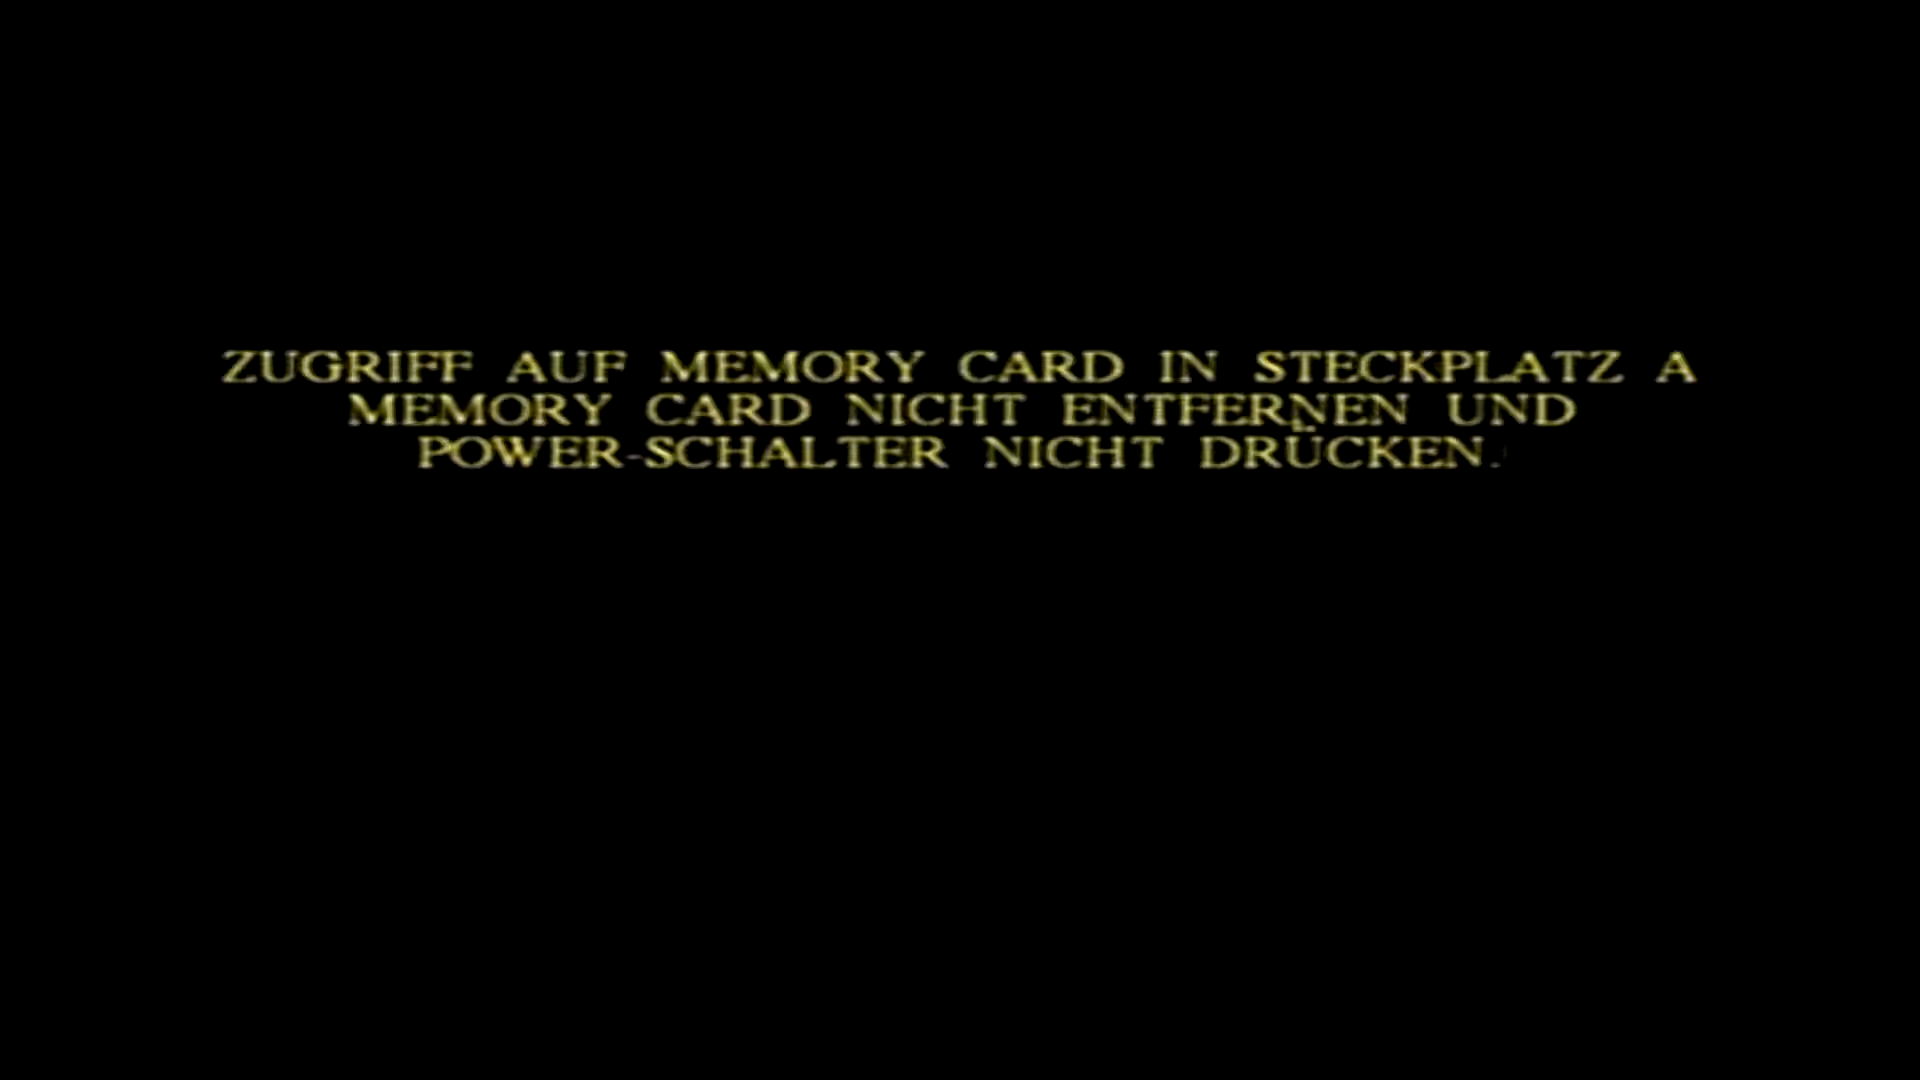 ZUGRIFF AUF MEMORY CARD IN STECKPLATZ A
MEMORY CARD NICHT ENTFERNEN UND
POWER-SCHALTER NICHT DRÜCKEN.